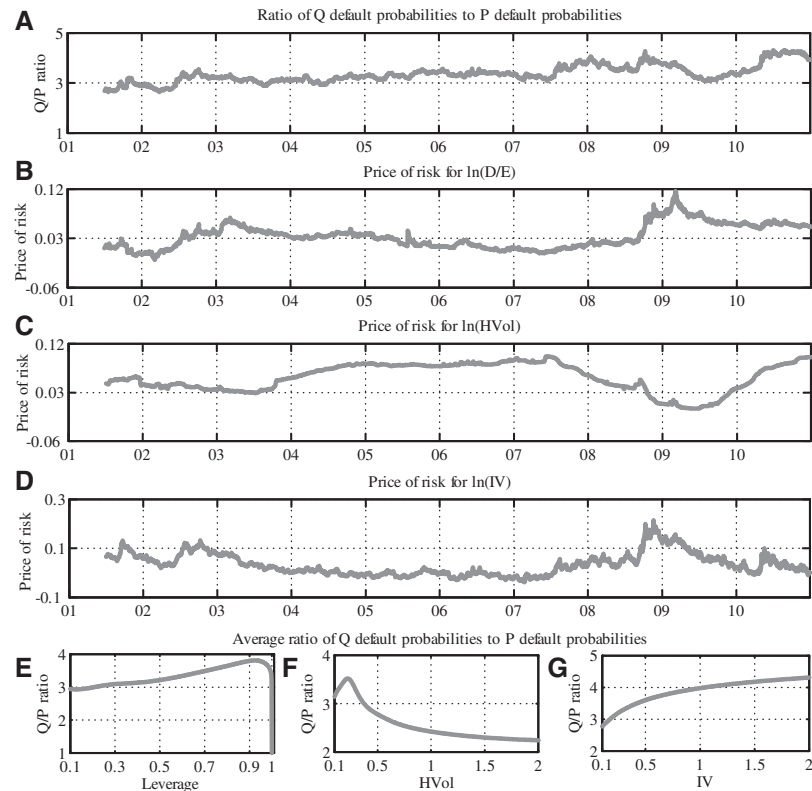 A
Ratio of Q default probabilities to P default probabilities
Q/P ratio
5
3
1
01 02 03 04 05 06 07 08 09 10
B
Price of risk for ln(D/E)
Price of risk
0.12
0.03
-0.06
01 02 03 04 05 06 07 08 09 10
C
Price of risk for ln(HVol)
Price of risk
0.12
0.03
-0.06
01 02 03 04 05 06 07 08 09 10
D
Price of risk for ln(IV)
Price of risk
0.3
0.1
-0.1
01 02 03 04 05 06 07 08 09 10
Average ratio of Q default probabilities to P default probabilities
E
Q/P ratio
4
3
2
1
0.1 0.3 0.5 0.7 0.9 1
Leverage
F
Q/P ratio
4
3
2
0.1 0.5 1 1.5 2
HVol
G
Q/P ratio
5
4
3
2
0.1 0.5 1 1.5 2
IV